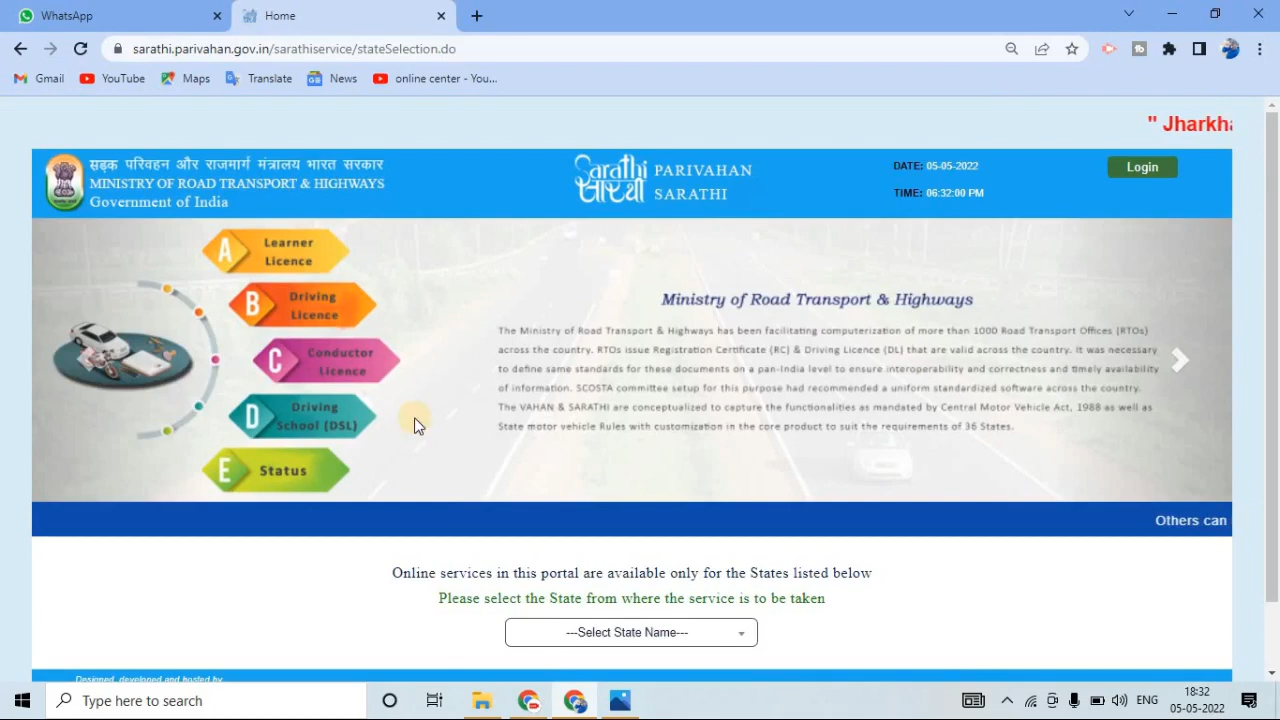 WhatsApp
Home
sarathi.parivahan.gov.in/sarathiservice/stateSelection.do
Gmail
YouTube
Maps
Translate
News
online center - You...
" Jharkha
सड़क परिवहन और राजमार्ग मंत्रालय भारत सरकार
MINISTRY OF ROAD TRANSPORT & HIGHWAYS
Government of India
Sarathi
सारथी
PARIVAHAN
SARATHI
DATE: 05-05-2022
TIME: 06:32:00 PM
Login
A Learner
Licence
B Driving
Licence
C Conductor
Licence
D Driving
School (DSL)
E Status
Ministry of Road Transport & Highways
The Ministry of Road Transport & Highways has been facilitating computerization of more than 1000 Road Transport Offices (RTOs)
across the country. RTOs issue Registration Certificate (RC) & Driving Licence (DL) that are valid across the country. It was necessary
to define same standards for these documents on a pan-India level to ensure interoperability and correctness and timely availability
of information. SCOSTA committee setup for this purpose had recommended a uniform standardized software across the country.
The VAHAN & SARATHI are conceptualized to capture the functionalities as mandated by Central Motor Vehicle Act, 1988 as well as
State motor vehicle Rules with customization in the core product to suit the requirements of 36 States.
Others can
Online services in this portal are available only for the States listed below
Please select the State from where the service is to be taken
---Select State Name---
Designed, developed and hosted by
Type here to search
ENG
18:32
05-05-2022